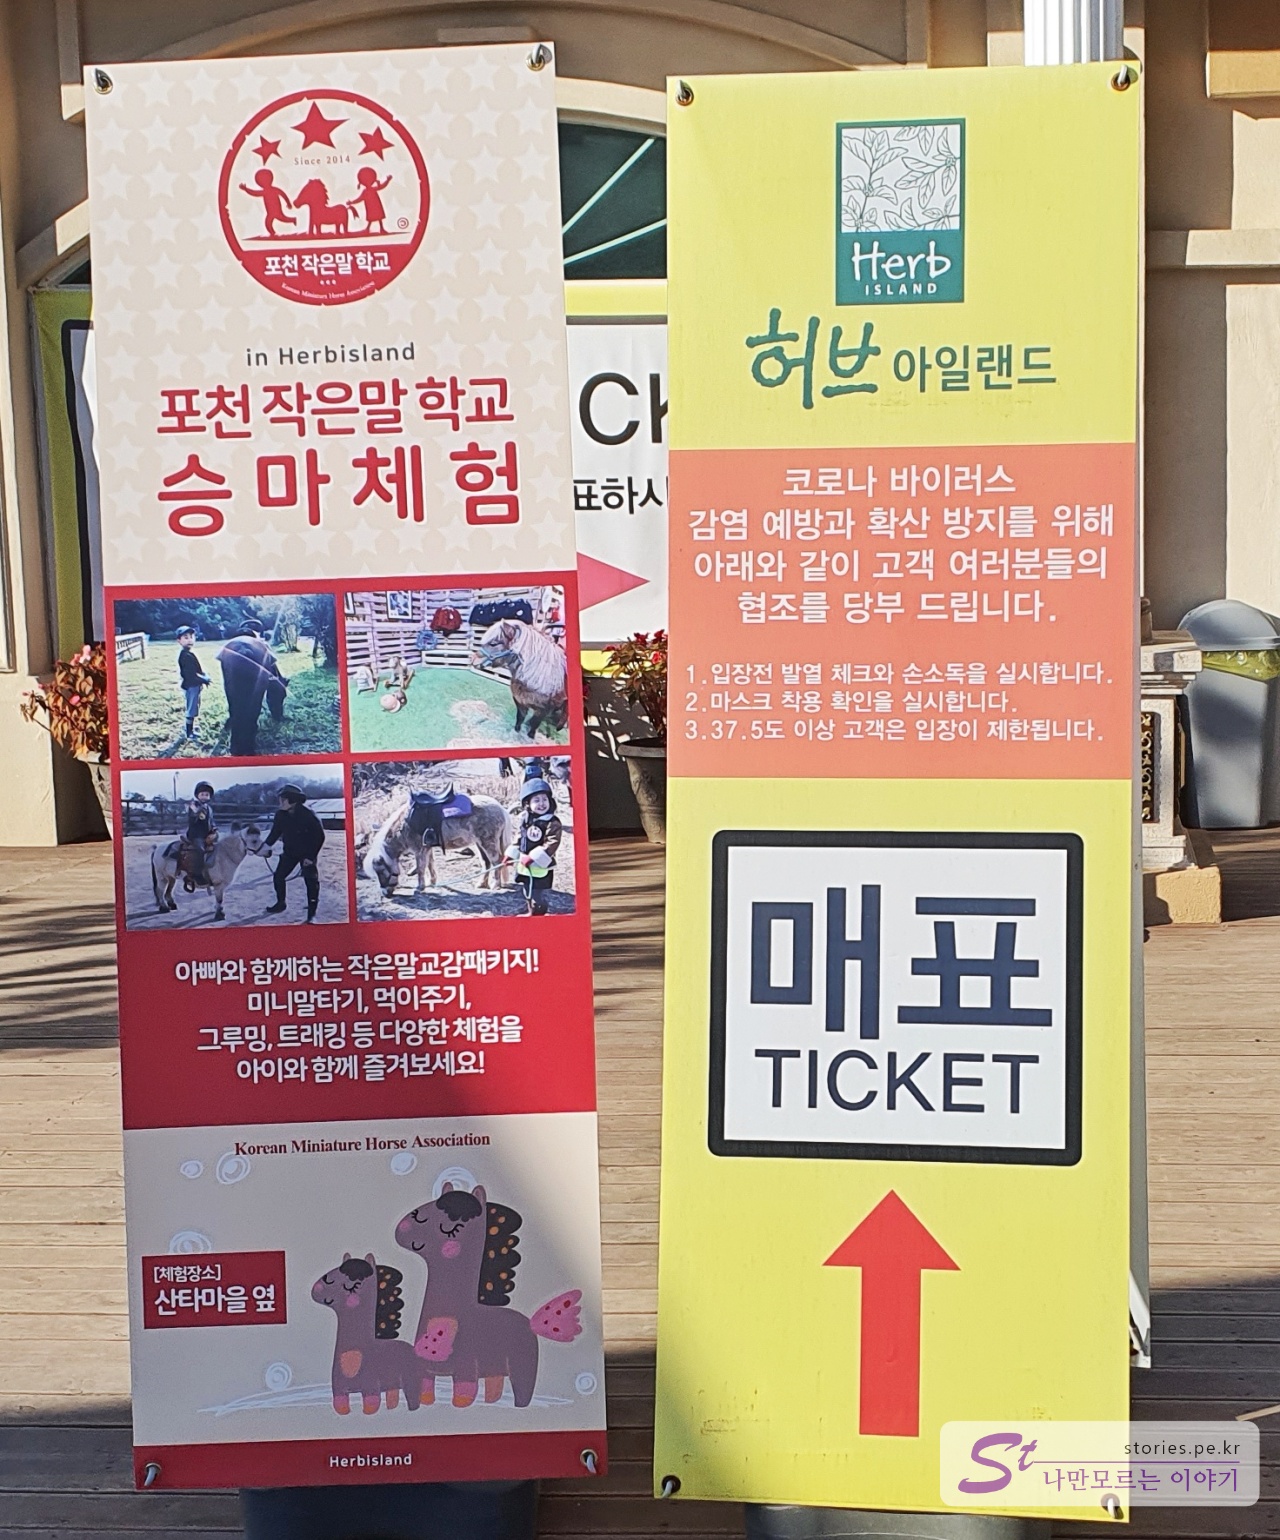 Since 2014
포천 작은말 학교
Korean Miniature Horse Association
in Herbisland
포천 작은말 학교
승마체험
아빠와 함께하는 작은말교감패키지!
미니말타기, 먹이주기,
그루밍, 트래킹 등 다양한 체험을
아이와 함께 즐겨보세요!
Korean Miniature Horse Association
[체험장소]
산타마을 옆
Herbisland
CK
표하시
Herb
ISLAND
허브 아일랜드
코로나 바이러스
감염 예방과 확산 방지를 위해
아래와 같이 고객 여러분들의
협조를 당부 드립니다.
1.입장전 발열 체크와 손소독을 실시합니다.
2.마스크 착용 확인을 실시합니다.
3.37.5도 이상 고객은 입장이 제한됩니다.
매표
TICKET
St
stories.pe.kr
나만모르는 이야기